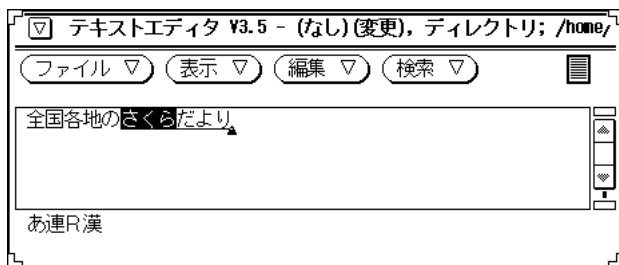 テキストエディタ V3.5 - (なし)(変更), ディレクトリ; /home/
ファイル ▽ 表示 ▽ 編集 ▽ 検索 ▽
全国各地のさくらだより
あ連R漢